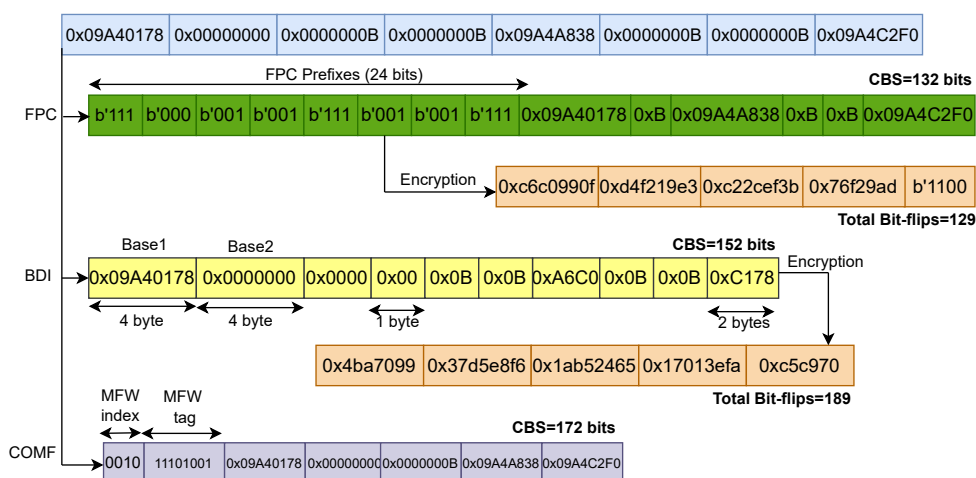 0x09A40178 0x00000000 0x0000000B 0x0000000B 0x09A4A838 0x0000000B 0x0000000B 0x09A4C2F0
FPC Prefixes (24 bits) CBS=132 bits
FPC b'111 b'000 b'001 b'001 b'111 b'001 b'001 b'111 0x09A40178 0xB 0x09A4A838 0xB 0xB 0x09A4C2F0
Encryption 0xc6c0990f 0xd4f219e3 0xc22cef3b 0x76f29ad b'1100
Total Bit-flips=129
Base1 Base2 CBS=152 bits
Encryption
BDI 0x09A40178 0x0000000 0x0000 0x00 0x0B 0x0B 0xA6C0 0x0B 0x0B 0xC178
4 byte 4 byte 1 byte 2 bytes
0x4ba7099 0x37d5e8f6 0x1ab52465 0x17013efa 0xc5c970
Total Bit-flips=189
MFW index MFW tag
CBS=172 bits
COMF 0010 11101001 0x09A40178 0x00000000 0x0000000B 0x09A4A838 0x09A4C2F0